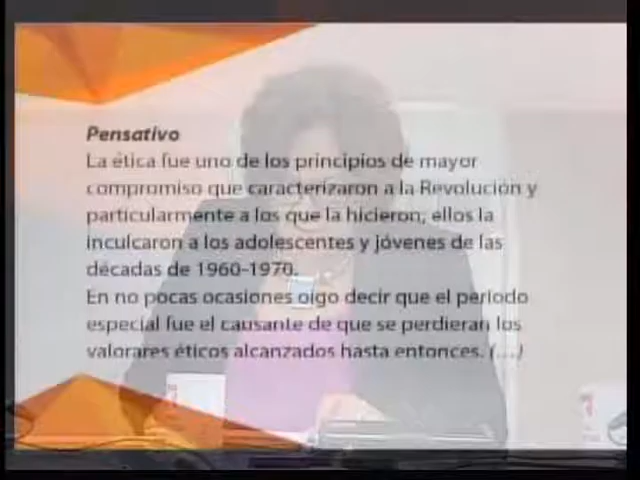 Pensativo
La ética fue uno de los principios de mayor
compromiso que caracterizaron a la Revolución y
particularmente a los que la hicieron, ellos la
inculcaron a los adolescentes y jóvenes de las
décadas de 1960-1970.
En no pocas ocasiones oigo decir que el periodo
especial fue el causante de que se perdieran los
valorares éticos alcanzados hasta entonces. (...)